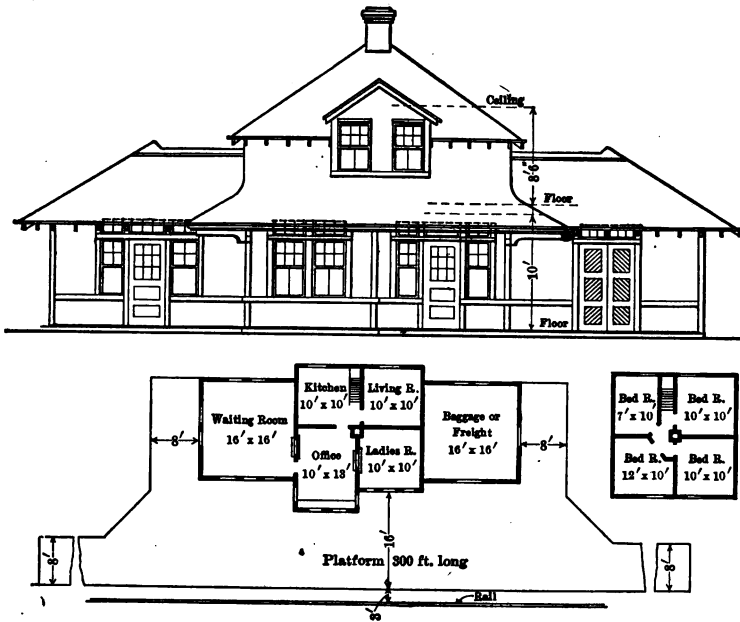 Ceiling
8'6"
Floor
10'
Floor
Kitchen
10' x 10'
Living R.
10' x 10'
Waiting Room
16' x 16'
Baggage or
Freight
16' x 16'
Office
10' x 13'
Ladies R.
10' x 10'
8'
8'
Bed R.
7' x 10
Bed R.
10' x 10'
Bed R.
12' x 10'
Bed R.
10' x 10'
16'
8'
Platform 300 ft. long
8'
Rail
3'